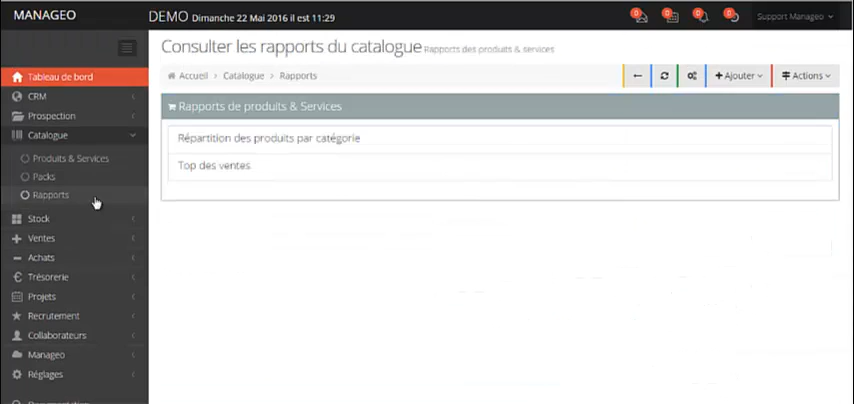 MANAGEO
DEMO Dimanche 22 Mai 2016 il est 11:29
0 0 0 0
Support Manageo
Consulter les rapports du catalogue Rapports des produits & services
Accueil > Catalogue > Rapports
Ajouter
Actions
Tableau de bord
CRM
Prospection
Catalogue
Produits & Services
Packs
Rapports
Stock
Ventes
Achats
Trésorerie
Projets
Recrutement
Collaborateurs
Manageo
Réglages
Rapports de produits & Services
Répartition des produits par catégorie
Top des ventes